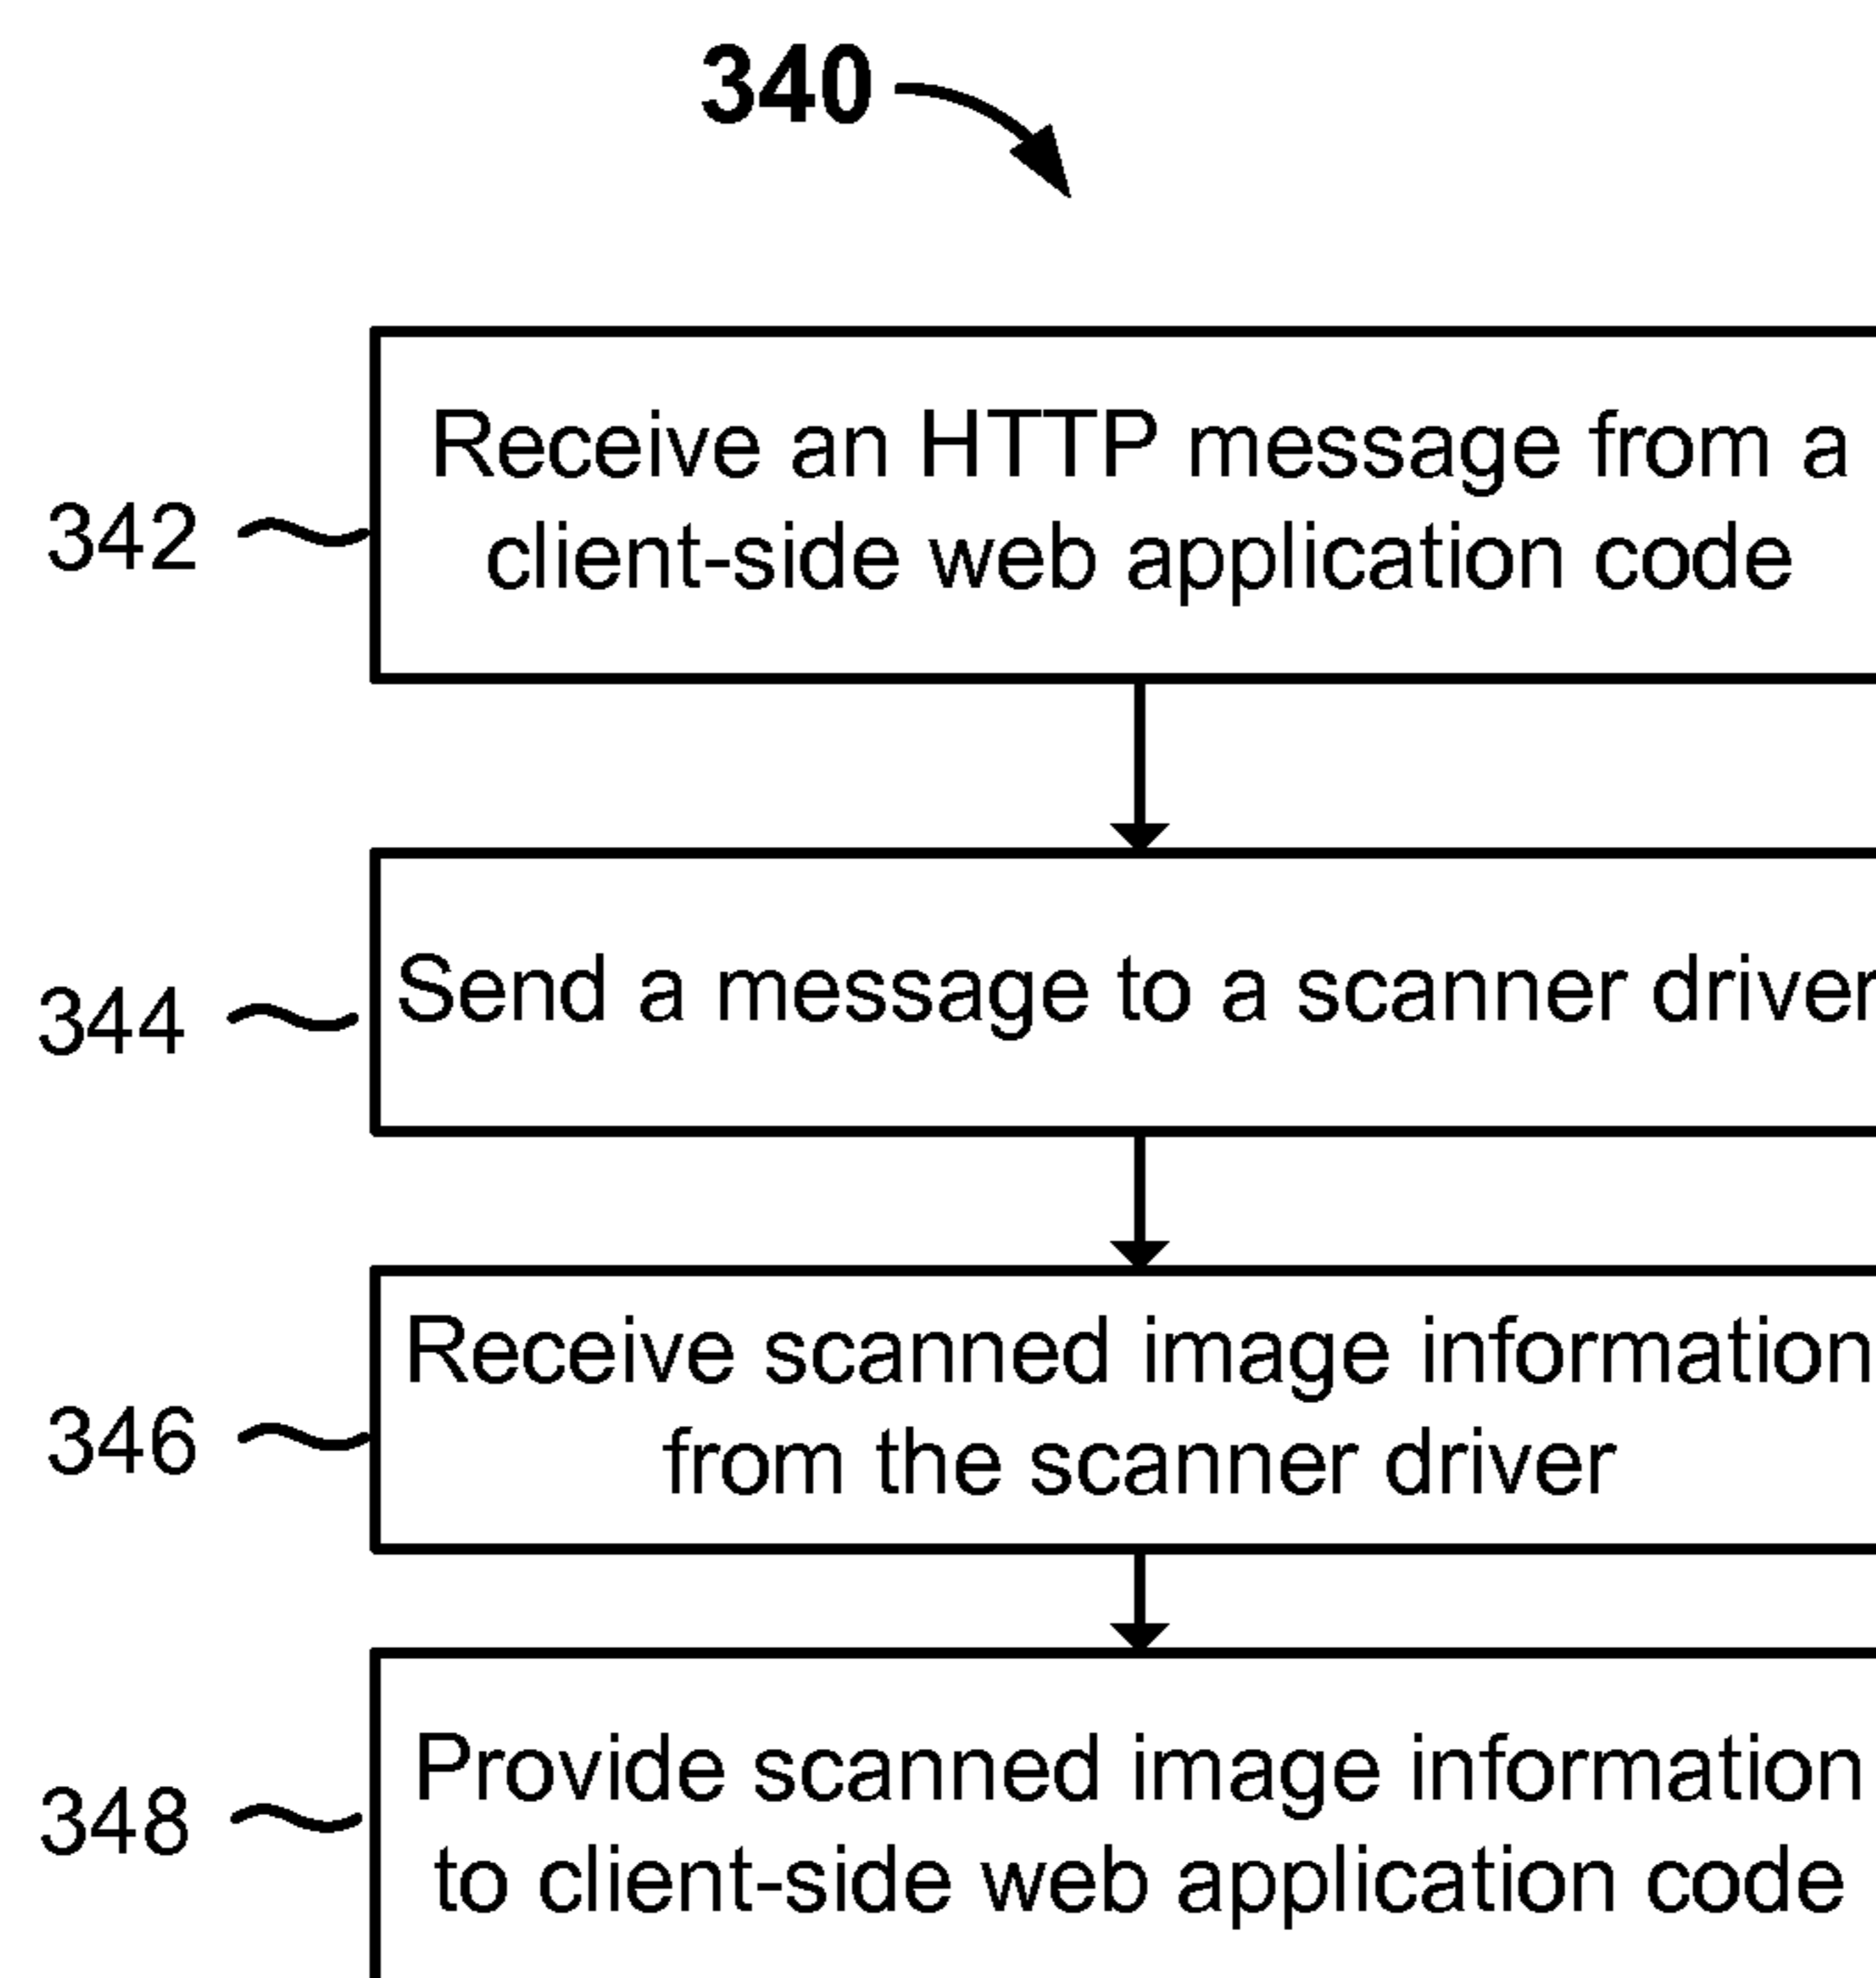 340
342
Receive an HTTP message from a
client-side web application code
344
Send a message to a scanner driver
346
Receive scanned image information
from the scanner driver
348
Provide scanned image information
to client-side web application code